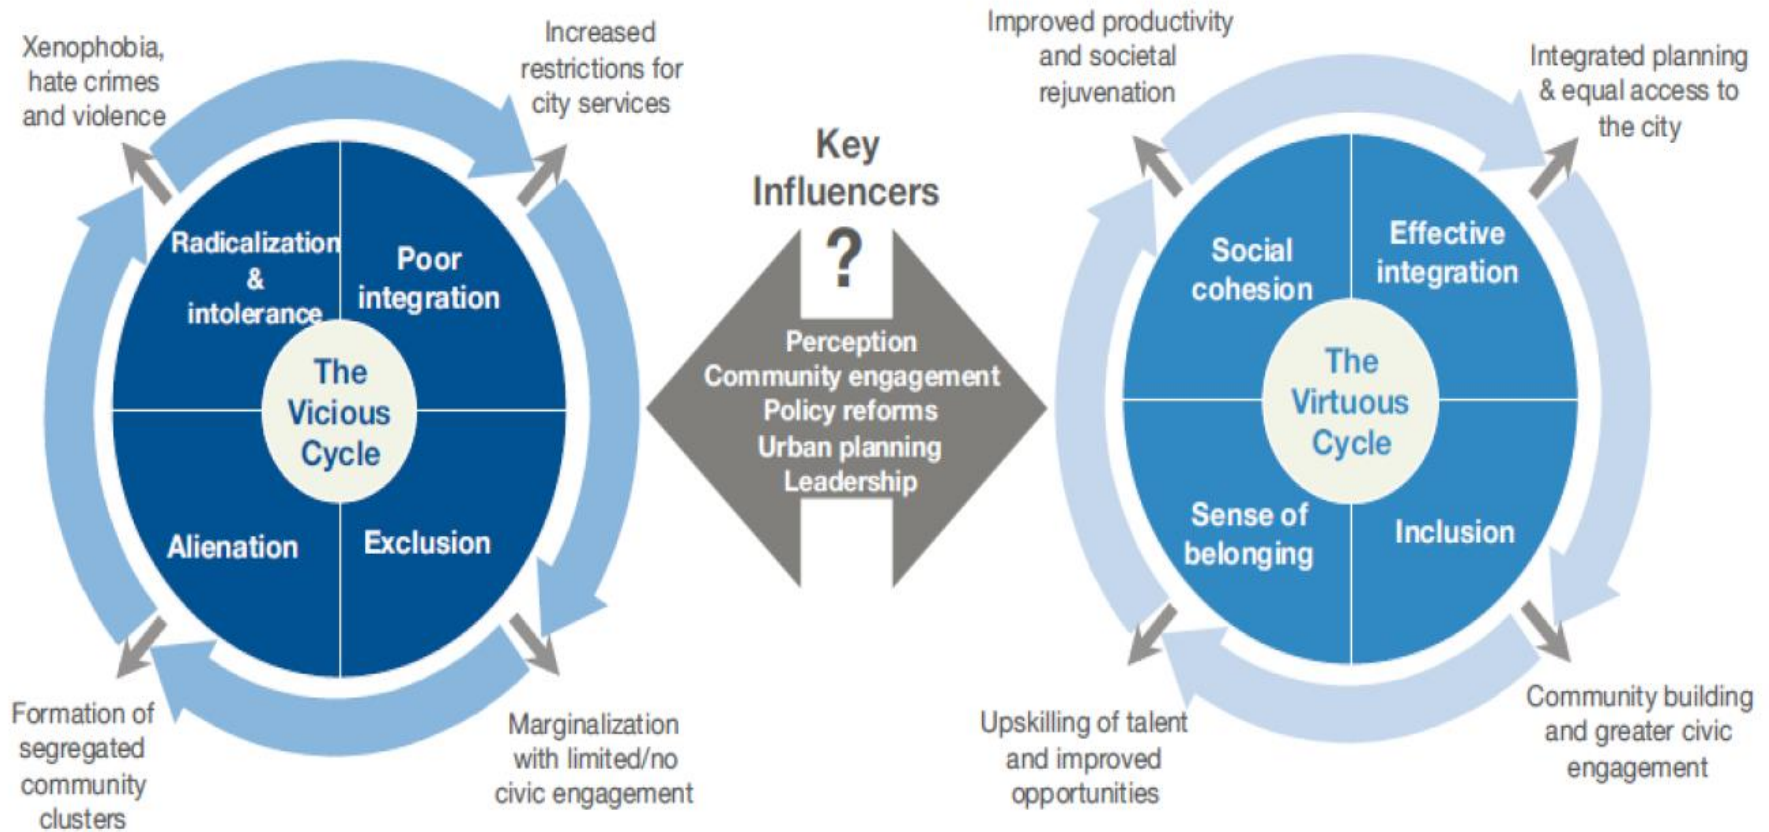 Xenophobia,
hate crimes
and violence
Increased
restrictions for
city services
Radicalization
&
intolerance
Poor
integration
The
Vicious
Cycle
Alienation
Exclusion
Formation of
segregated
community
clusters
Marginalization
with limited/no
civic engagement
Key
Influencers
?
Perception
Community engagement
Policy reforms
Urban planning
Leadership
Improved productivity
and societal
rejuvenation
Integrated planning
& equal access to
the city
Social
cohesion
Effective
integration
The
Virtuous
Cycle
Sense of
belonging
Inclusion
Upskilling of talent
and improved
opportunities
Community building
and greater civic
engagement